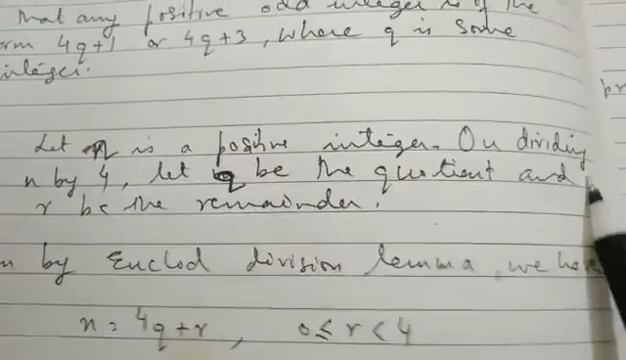 that any positive odd integer is of the
form 4q+1 or 4q+3, where q is some
integer.
Let n is a positive integer. On dividing
n by 4, let q be the quotient and
r be the remainder.
by Euclod division lemma, we have
n = 4q+r, 0≤ r < 4